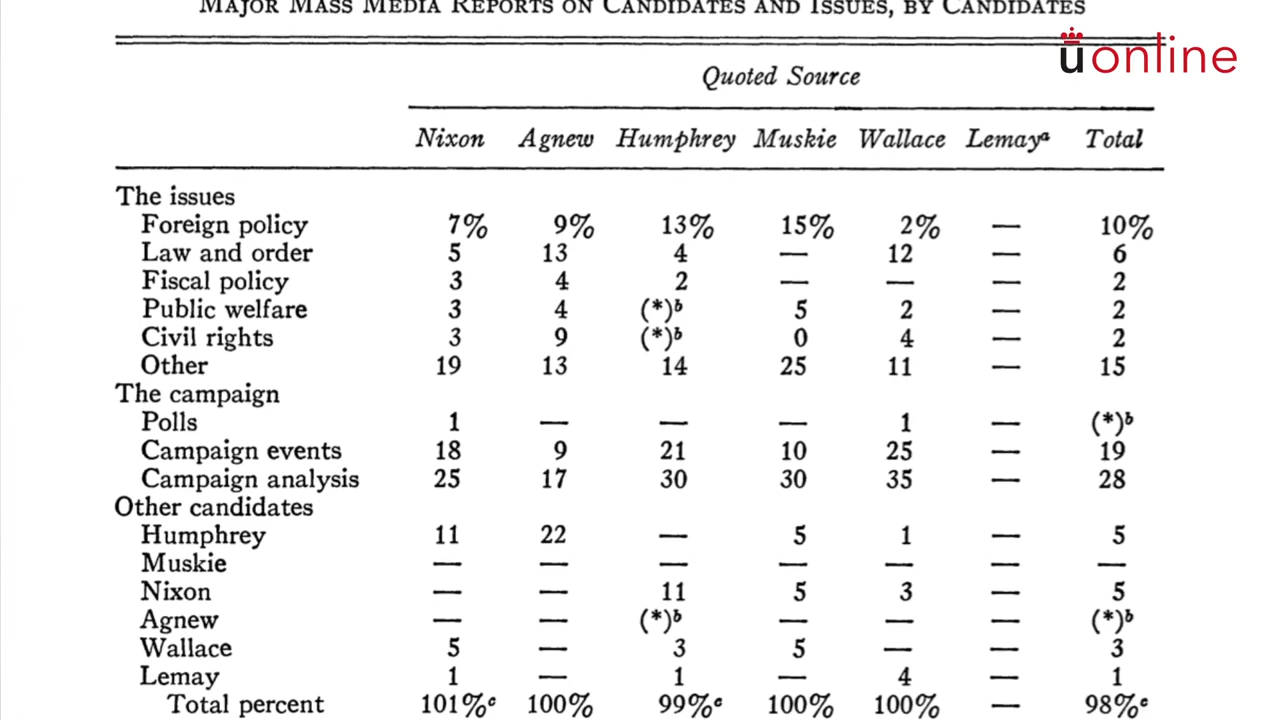 MAJOR MASS MEDIA REPORTS ON CANDIDATES AND ISSUES, BY CANDIDATES
uonline
Quoted Source
Nixon Agnew Humphrey Muskie Wallace Lemayᵃ Total
The issues
Foreign policy 7% 9% 13% 15% 2% — 10%
Law and order 5 13 4 — 12 — 6
Fiscal policy 3 4 2 — — — 2
Public welfare 3 4 (*)ᵇ 5 2 — 2
Civil rights 3 9 (*)ᵇ 0 4 — 2
Other 19 13 14 25 11 — 15
The campaign
Polls 1 — — — 1 — (*)ᵇ
Campaign events 18 9 21 10 25 — 19
Campaign analysis 25 17 30 30 35 — 28
Other candidates
Humphrey 11 22 — 5 1 — 5
Muskie — — — — — — —
Nixon — — 11 5 3 — 5
Agnew — — (*)ᵇ — — — (*)ᵇ
Wallace 5 — 3 5 — — 3
Lemay 1 — 1 — 4 — 1
Total percent 101%ᶜ 100% 99%ᶜ 100% 100% — 98%ᶜ